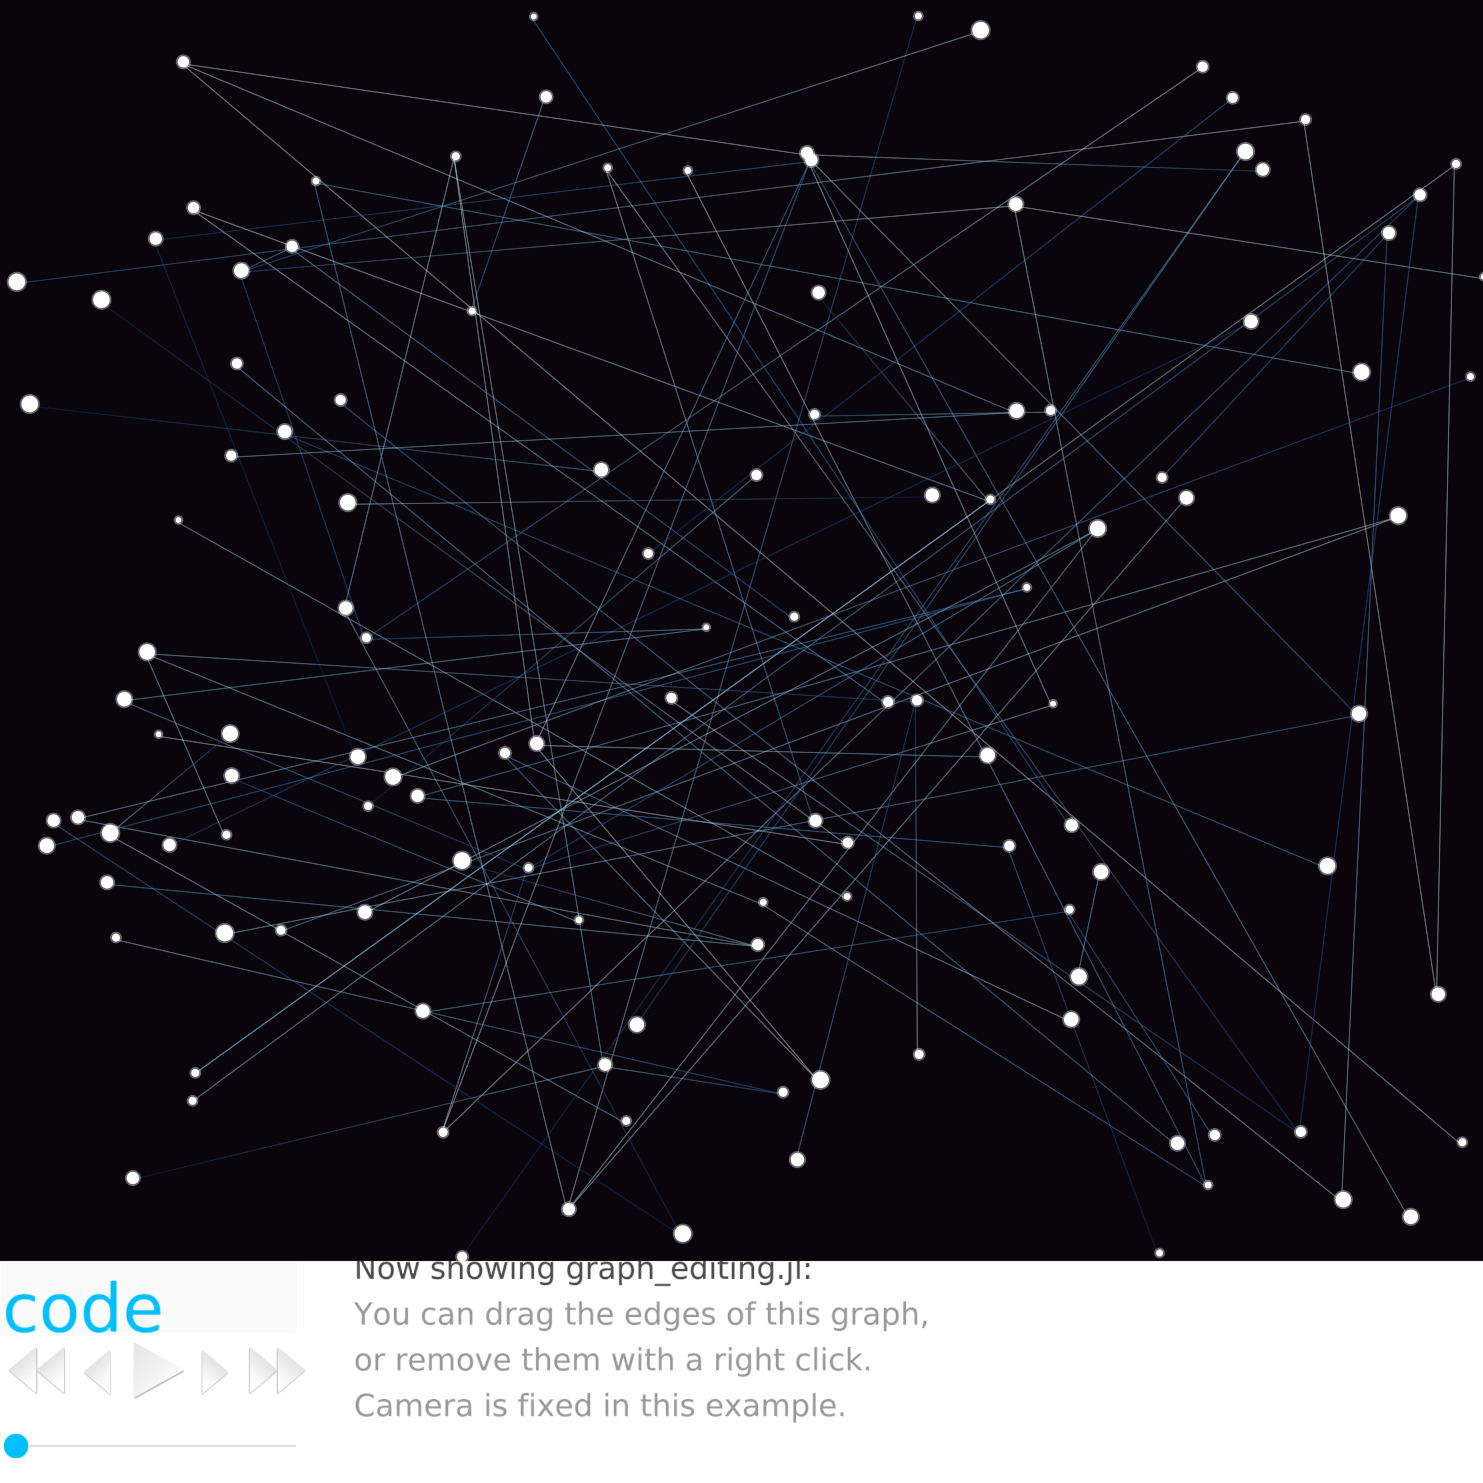 Now showing graph_editing.jl:
code
You can drag the edges of this graph,
or remove them with a right click.
Camera is fixed in this example.